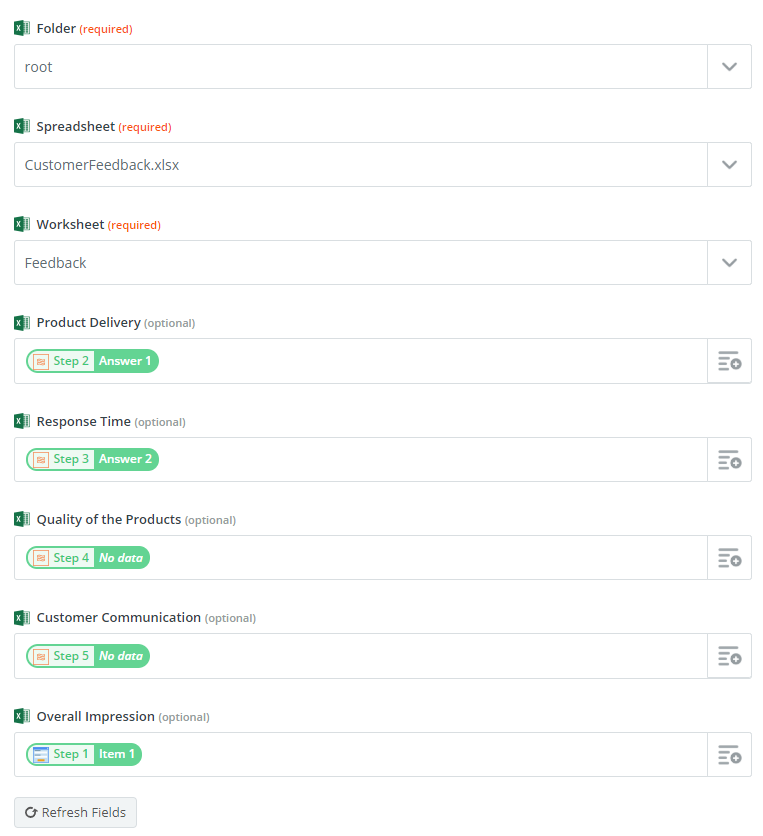 Folder (required)
root
Spreadsheet (required)
CustomerFeedback.xlsx
Worksheet (required)
Feedback
Product Delivery (optional)
Step 2 Answer 1
Response Time (optional)
Step 3 Answer 2
Quality of the Products (optional)
Step 4 No data
Customer Communication (optional)
Step 5 No data
Overall Impression (optional)
Step 1 Item 1
Refresh Fields